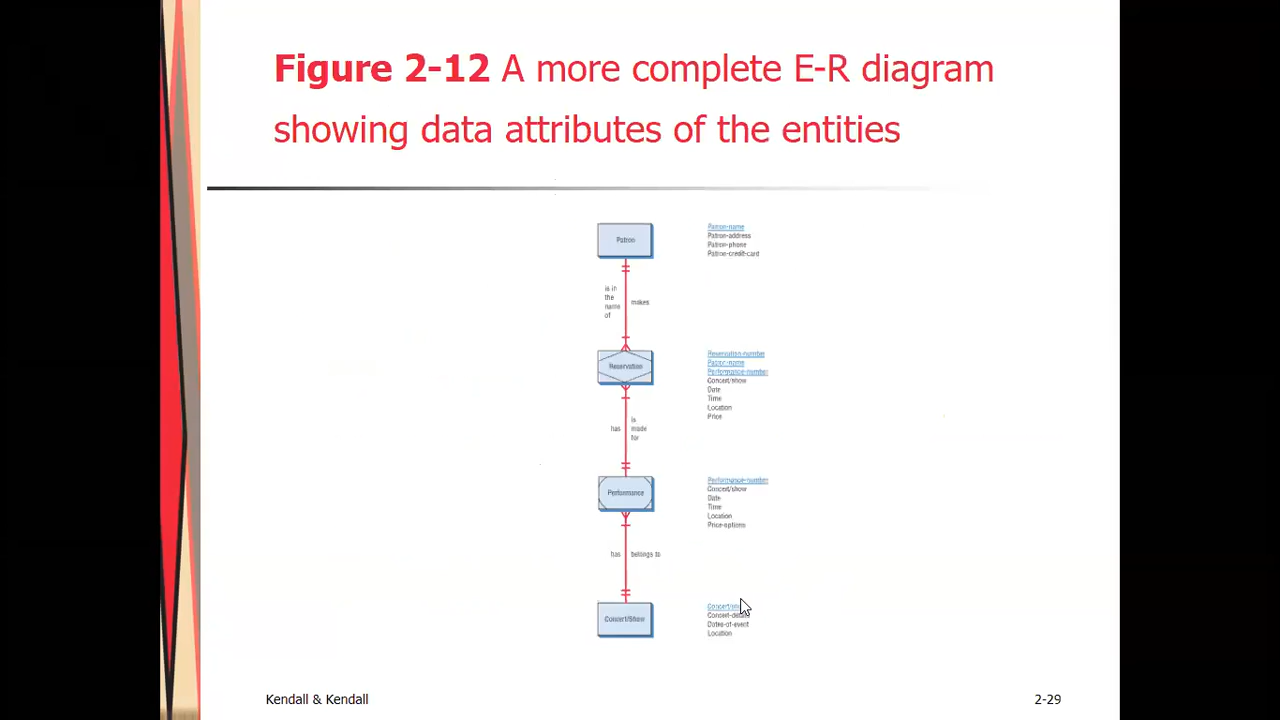 Figure 2-12 A more complete E-R diagram
showing data attributes of the entities
Patron
Patron-name
Patron-address
Patron-phone
Patron-credit-card
is in
the
name
of
makes
Reservation
Reservation-number
Patron-name
Performance-number
Concert/show
Date
Time
Location
Price
has
is
made
for
Performance
Performance-number
Concert/show
Date
Time
Location
Price-options
has
belongs to
Concert/Show
Concert-details
Dates-of-event
Location
Kendall & Kendall
2-29